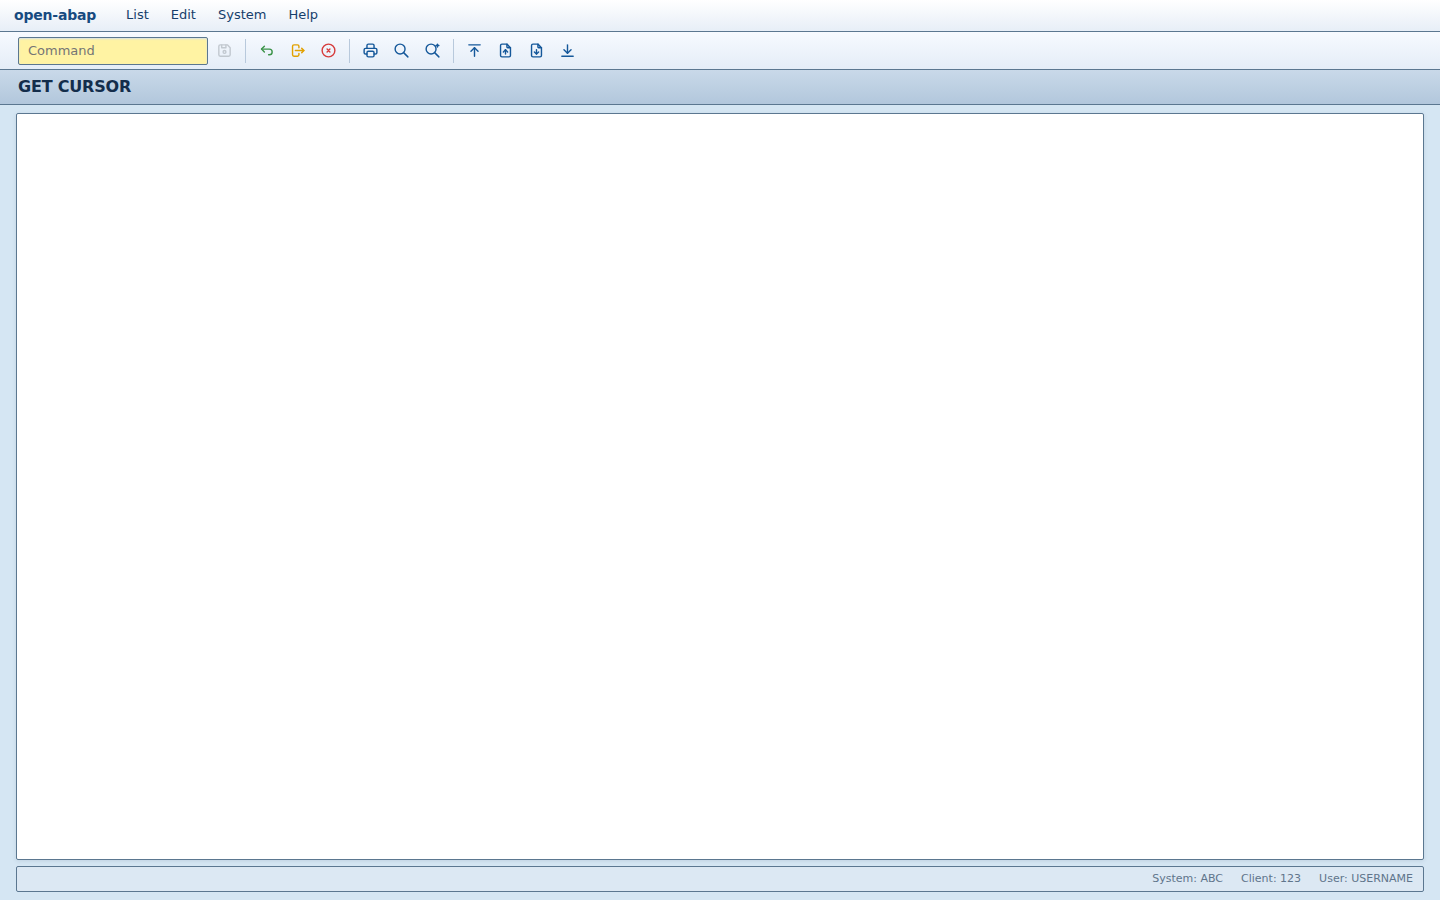 open-abap List Edit System Help
Command
GET CURSOR
System: ABC Client: 123 User: USERNAME